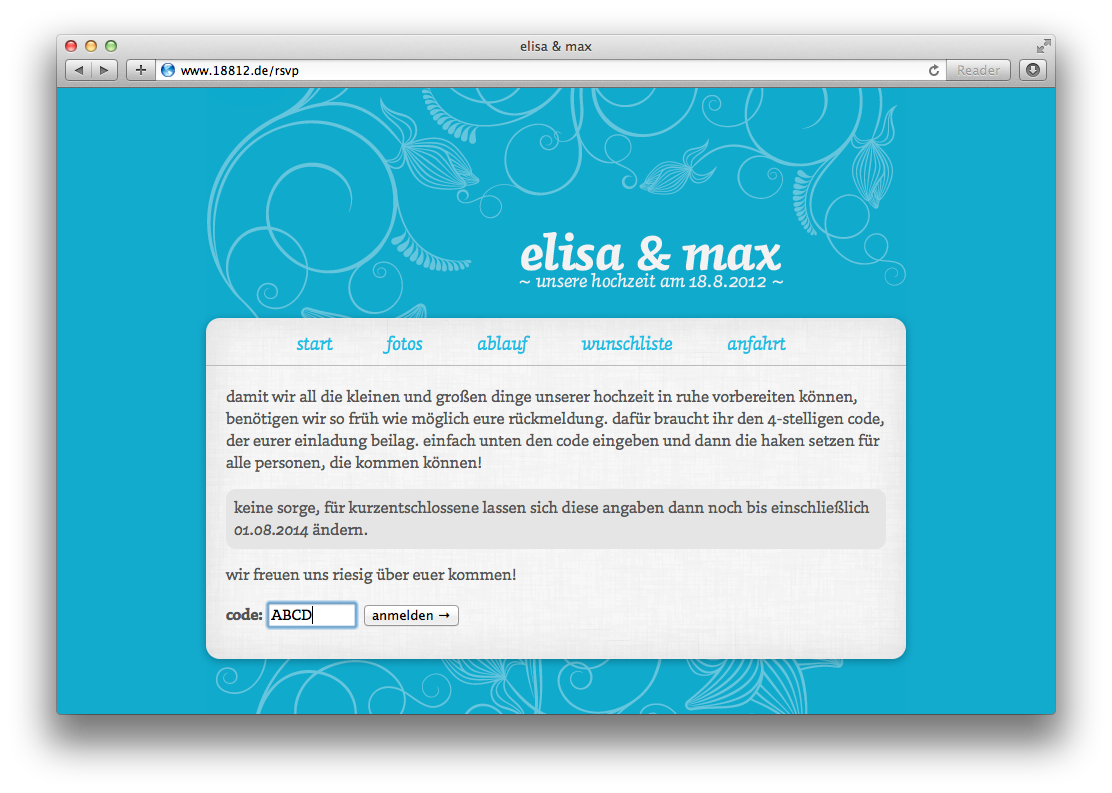 elisa & max
www.18812.de/rsvp
Reader
elisa & max
~ unsere hochzeit am 18.8.2012 ~
start fotos ablauf wunschliste anfahrt
damit wir all die kleinen und großen dinge unserer hochzeit in ruhe vorbereiten können,
benötigen wir so früh wie möglich eure rückmeldung. dafür braucht ihr den 4-stelligen code,
der eurer einladung beilag. einfach unten den code eingeben und dann die haken setzen für
alle personen, die kommen können!
keine sorge, für kurzentschlossene lassen sich diese angaben dann noch bis einschließlich
01.08.2014 ändern.
wir freuen uns riesig über euer kommen!
code: ABCD anmelden →